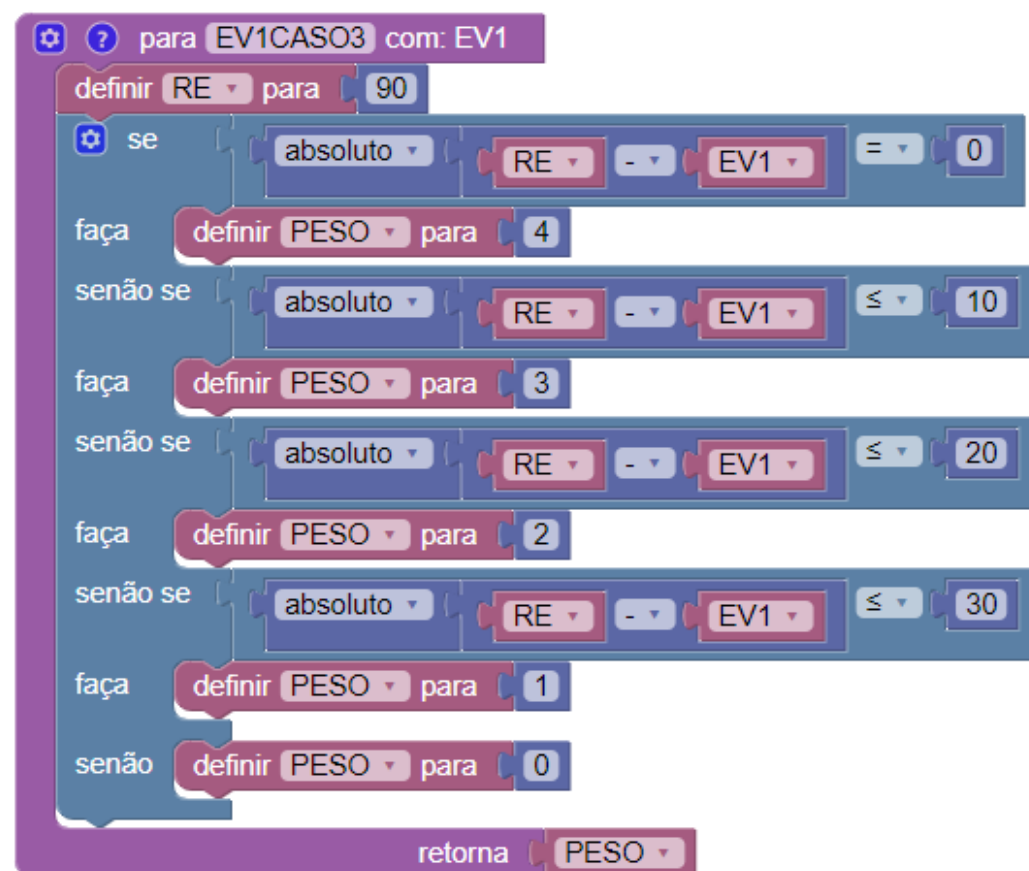 ? para EV1CASO3 com: EV1
definir RE para 90
se absoluto RE - EV1 = 0
faça definir PESO para 4
senão se absoluto RE - EV1 ≤ 10
faça definir PESO para 3
senão se absoluto RE - EV1 ≤ 20
faça definir PESO para 2
senão se absoluto RE - EV1 ≤ 30
faça definir PESO para 1
senão definir PESO para 0
retorna PESO